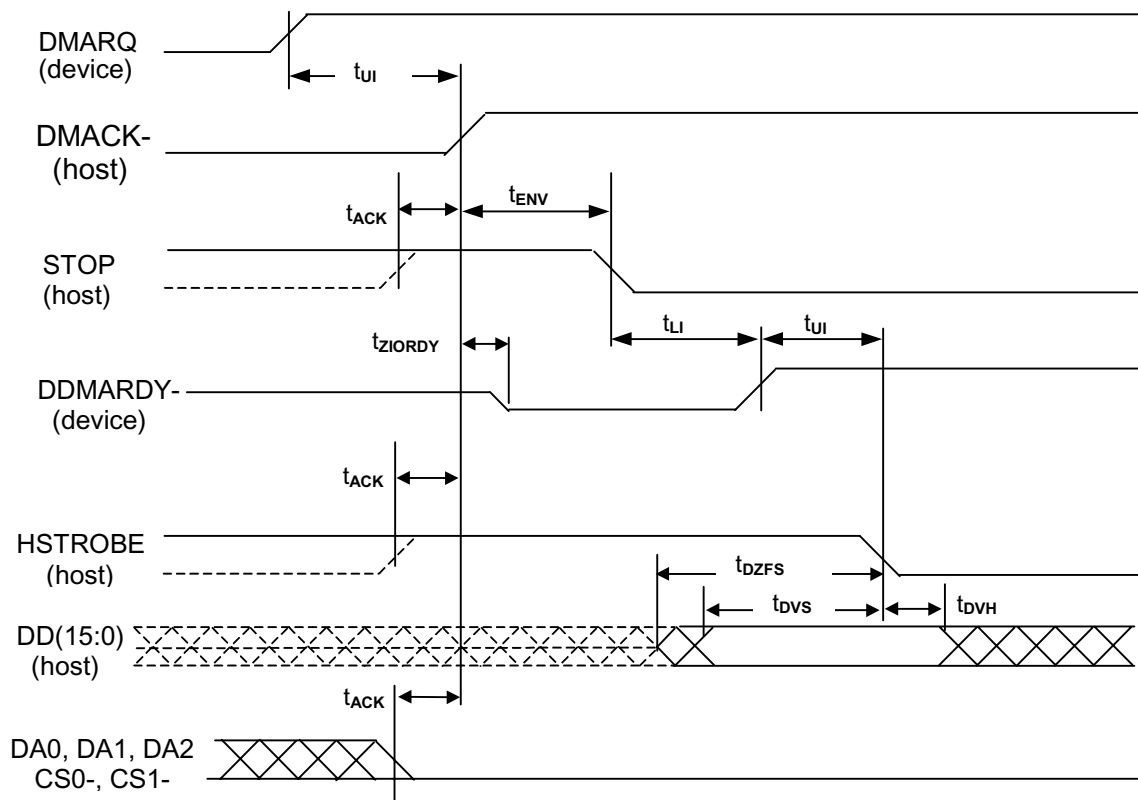 DMARQ
(device)
tUI
DMACK-
(host)
tACK
tENV
STOP
(host)
tZIORDY
tLI
tUI
DDMARDY-
(device)
tACK
HSTROBE
(host)
tDZFS
tDVS
tDVH
DD(15:0)
(host)
tACK
DA0, DA1, DA2
CS0-, CS1-